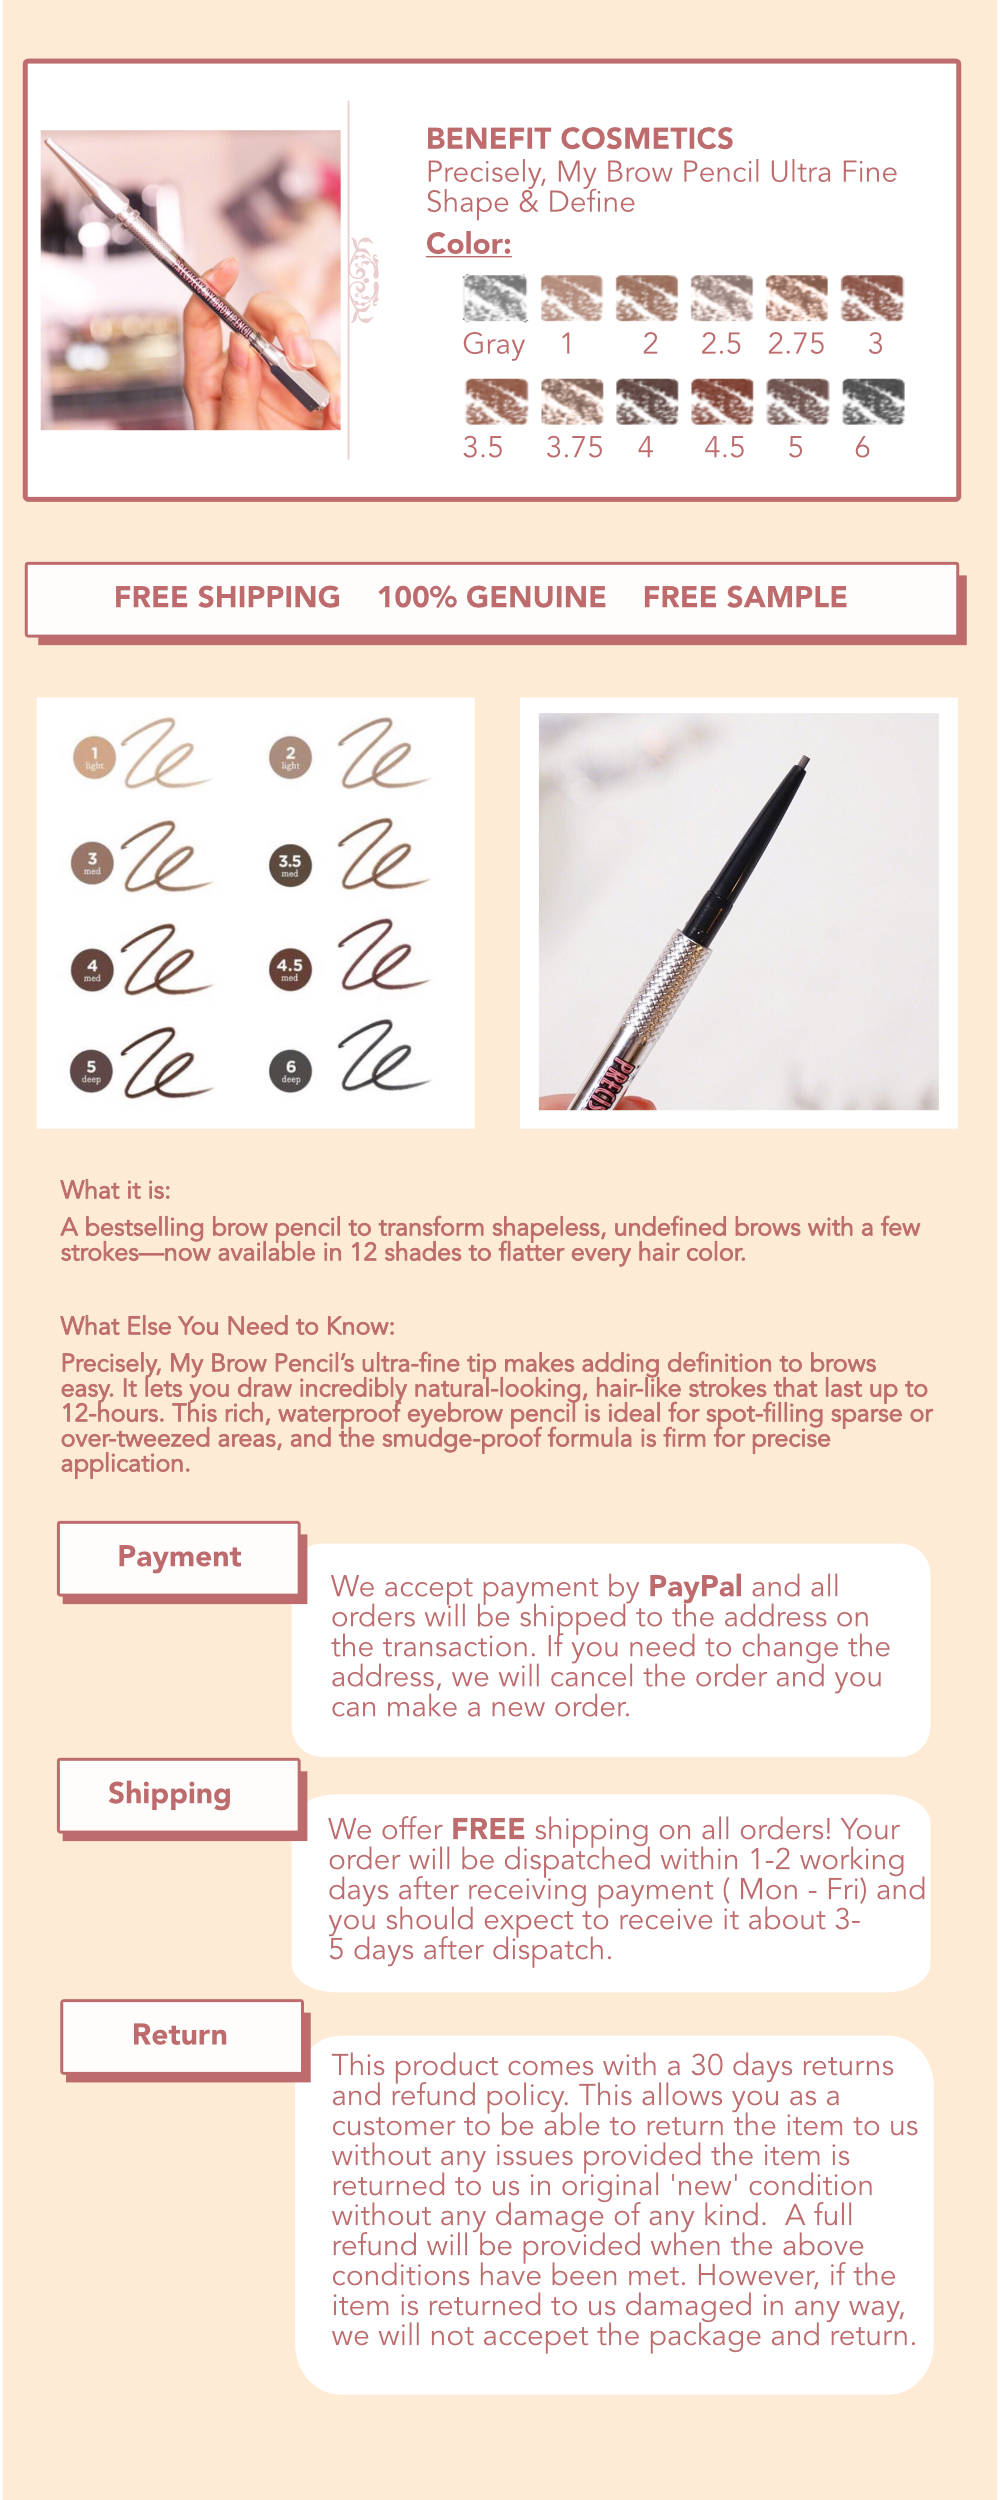 BENEFIT COSMETICS
Precisely, My Brow Pencil Ultra Fine
Shape & Define
Color:
Gray 1 2 2.5 2.75 3
3.5 3.75 4 4.5 5 6
PRECISELY, MY BROW PENCIL
FREE SHIPPING 100% GENUINE FREE SAMPLE
1 light 2 light
3 med 3.5 med
4 med 4.5 med
5 deep 6 deep
PRECIS
What it is:
A bestselling brow pencil to transform shapeless, undefined brows with a few
strokes—now available in 12 shades to flatter every hair color.
What Else You Need to Know:
Precisely, My Brow Pencil’s ultra-fine tip makes adding definition to brows
easy. It lets you draw incredibly natural-looking, hair-like strokes that last up to
12-hours. This rich, waterproof eyebrow pencil is ideal for spot-filling sparse or
over-tweezed areas, and the smudge-proof formula is firm for precise
application.
Payment
We accept payment by PayPal and all
orders will be shipped to the address on
the transaction. If you need to change the
address, we will cancel the order and you
can make a new order.
Shipping
We offer FREE shipping on all orders! Your
order will be dispatched within 1-2 working
days after receiving payment ( Mon - Fri) and
you should expect to receive it about 3-
5 days after dispatch.
Return
This product comes with a 30 days returns
and refund policy. This allows you as a
customer to be able to return the item to us
without any issues provided the item is
returned to us in original 'new' condition
without any damage of any kind.  A full
refund will be provided when the above
conditions have been met. However, if the
item is returned to us damaged in any way,
we will not accepet the package and return.